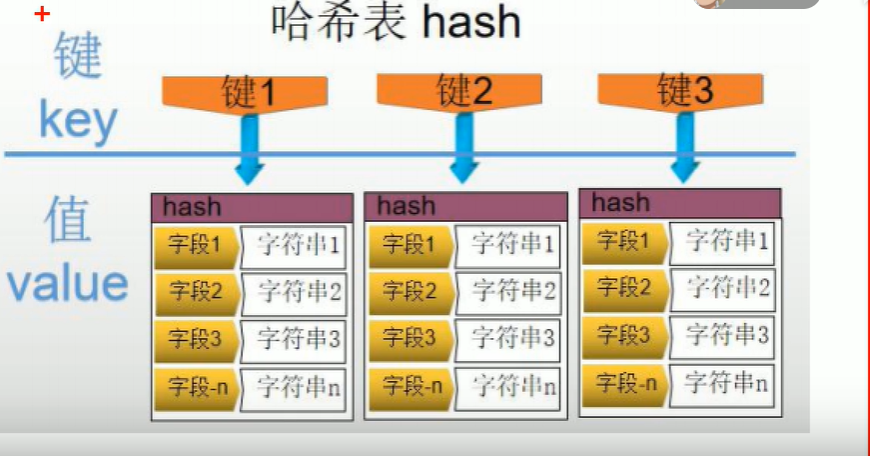 哈希表 hash
键
key
键1
键2
键3
值
value
hash
字段1 字符串1
字段2 字符串2
字段3 字符串3
字段-n 字符串n
hash
字段1 字符串1
字段2 字符串2
字段3 字符串3
字段-n 字符串n
hash
字段1 字符串1
字段2 字符串2
字段3 字符串3
字段-n 字符串n